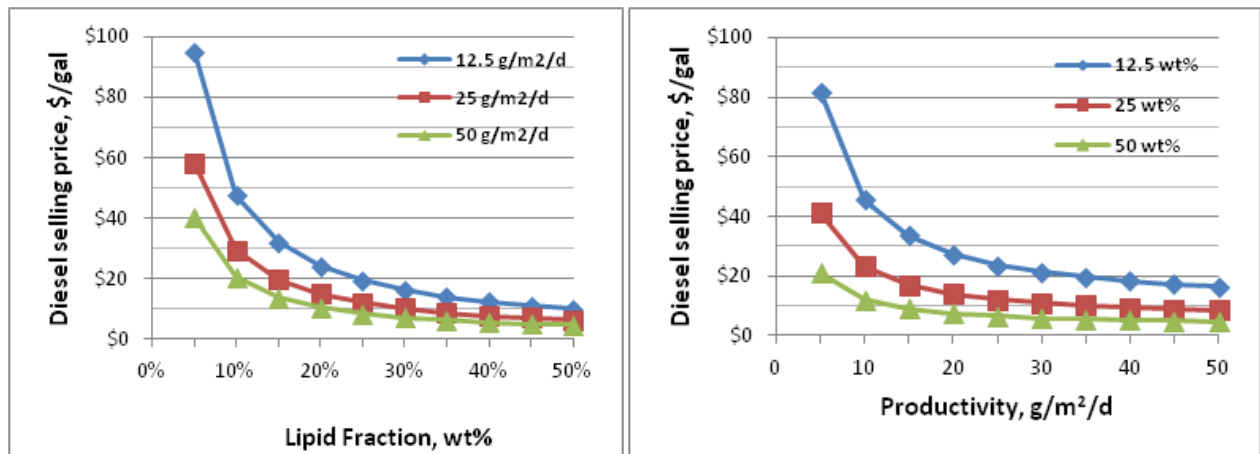 Diesel selling price, $/gal
$100
$80
$60
$40
$20
$0
12.5 g/m2/d
25 g/m2/d
50 g/m2/d
0% 10% 20% 30% 40% 50%
Lipid Fraction, wt%
Diesel selling price, $/gal
$100
$80
$60
$40
$20
$0
12.5 wt%
25 wt%
50 wt%
0 10 20 30 40 50
Productivity, g/m²/d